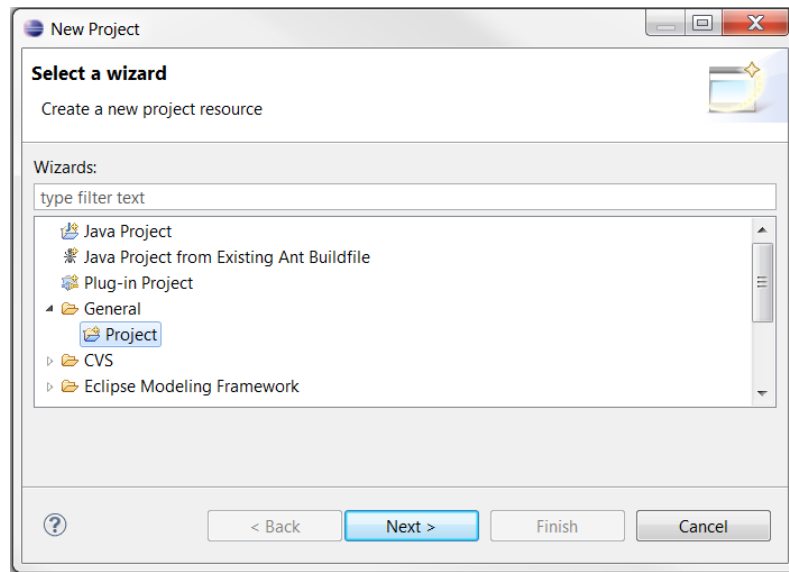 New Project
Select a wizard
Create a new project resource
Wizards:
type filter text
Java Project
Java Project from Existing Ant Buildfile
Plug-in Project
General
Project
CVS
Eclipse Modeling Framework
? < Back Next > Finish Cancel